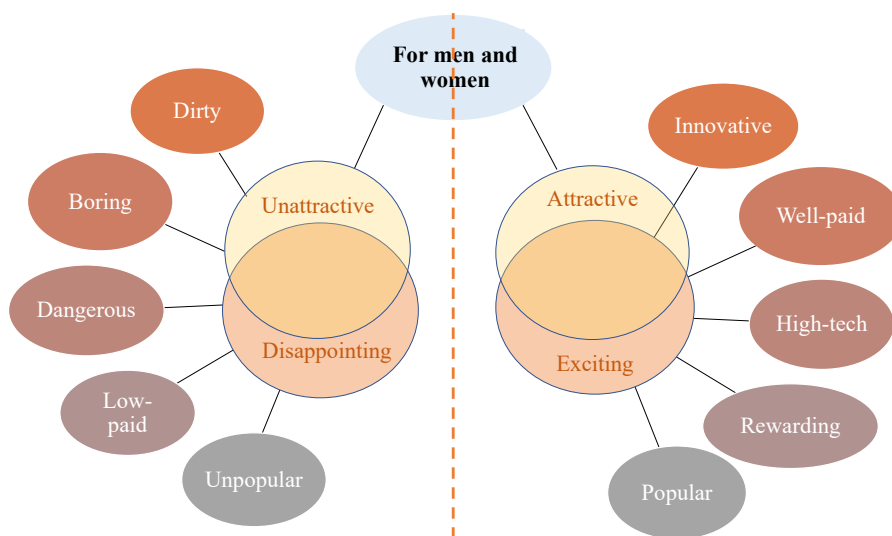 For men and
women
Dirty
Boring
Dangerous
Low-
paid
Unpopular
Unattractive
Disappointing
Attractive
Exciting
Innovative
Well-paid
High-tech
Rewarding
Popular